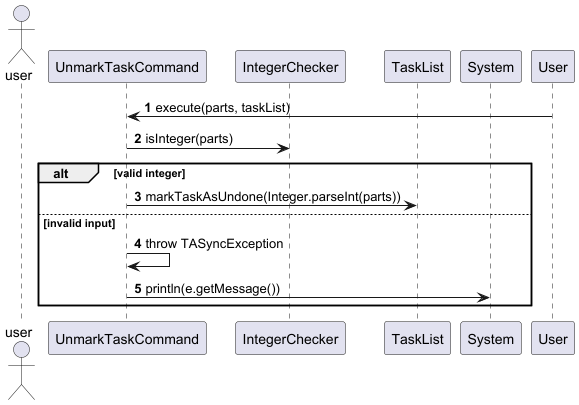 user
UnmarkTaskCommand
IntegerChecker
TaskList
System
User
1 execute(parts, taskList)
2 isInteger(parts)
alt [valid integer]
3 markTaskAsUndone(Integer.parseInt(parts))
[invalid input]
4 throw TASyncException
5 println(e.getMessage())
user
UnmarkTaskCommand
IntegerChecker
TaskList
System
User